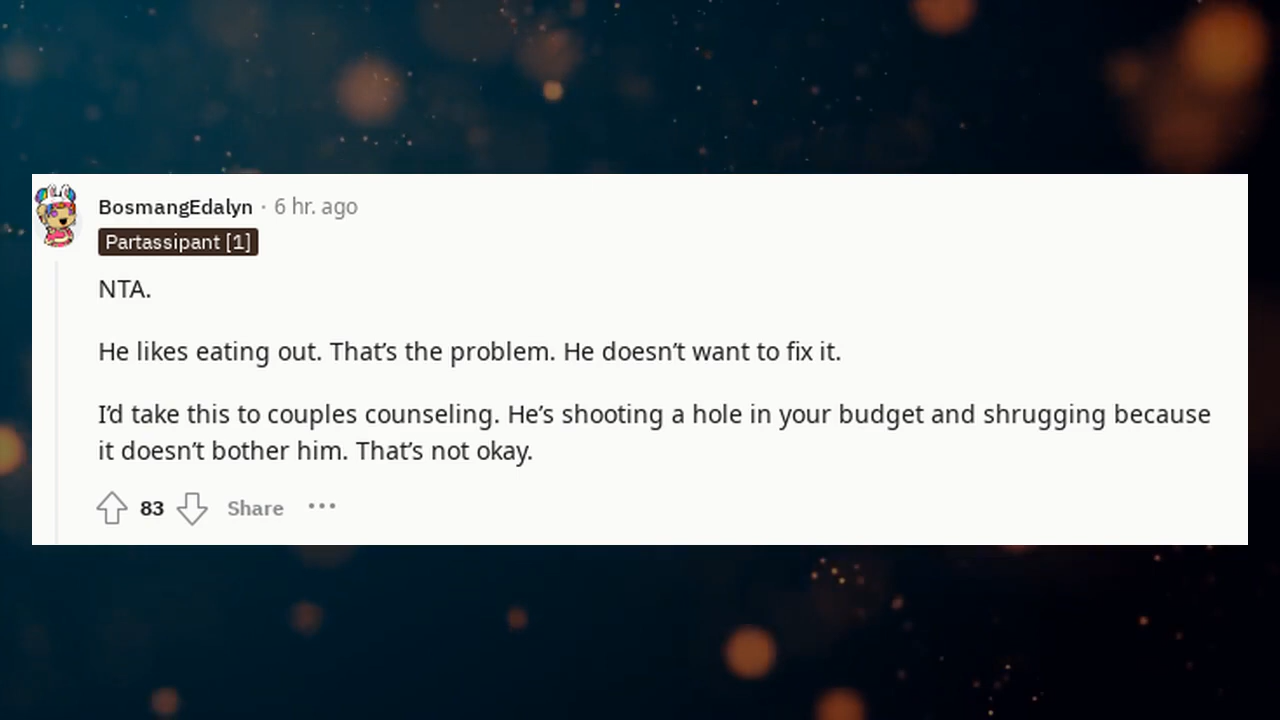 BosmangEdalyn · 6 hr. ago
Partassipant [1]
NTA.
He likes eating out. That’s the problem. He doesn’t want to fix it.
I’d take this to couples counseling. He’s shooting a hole in your budget and shrugging because
it doesn’t bother him. That’s not okay.
83 Share ···